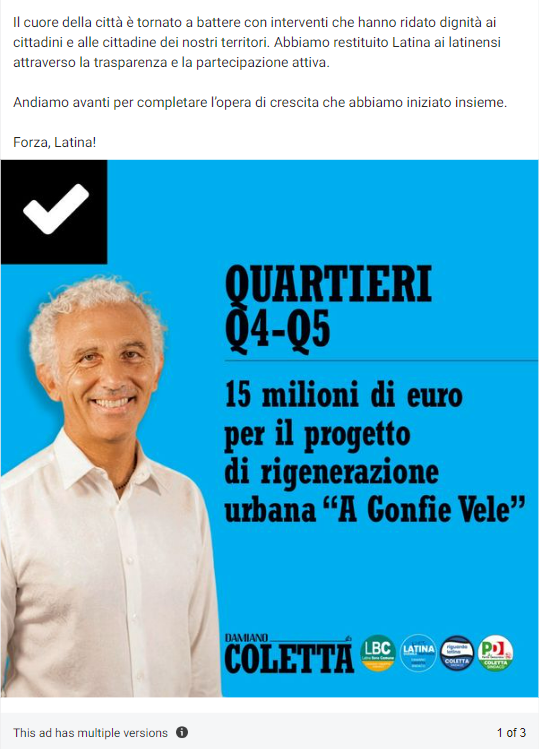 Il cuore della città è tornato a battere con interventi che hanno ridato dignità ai
cittadini e alle cittadine dei nostri territori. Abbiamo restituito Latina ai latinensi
attraverso la trasparenza e la partecipazione attiva.
Andiamo avanti per completare l'opera di crescita che abbiamo iniziato insieme.
Forza, Latina!
QUARTIERI
Q4-Q5
15 milioni di euro
per il progetto
di rigenerazione
urbana “A Gonfie Vele”
DAMIANO
COLETTA
LBC
LATINA
riguarda
latina
COLETTA
PD
COLETTA
SINDACO
This ad has multiple versions
1 of 3